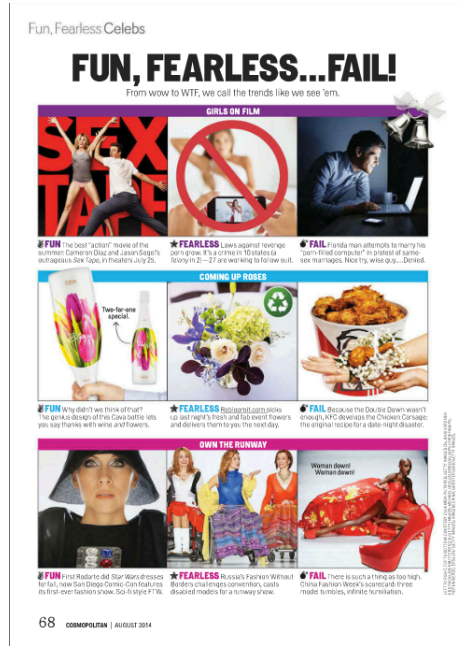 Fun, Fearless Celebs
FUN, FEARLESS...FAIL!
From wow to WTF, we call the trends like we see 'em.
GIRLS ON FILM
SEX
TAPE
FUN The best "action" movie of the
summer: Cameron Diaz and Jason Segel's
outrageous Sex Tape, in theaters July 25.
FEARLESS Laws against revenge
porn grow. It's a crime in 10 states (a
felony in 2)—27 are working to follow suit.
FAIL Florida man attempts to marry his
"porn-filled computer" in protest of same-
sex marriages. Nice try, wise guy....Denied.
COMING UP ROSES
Two-for-one
special.
FUN Why didn't we think of that?
The genius design of this Cava bottle lets
you say thanks with wine and flowers.
FEARLESS Rebloomit.com picks
up last night's fresh and fab event flowers
and delivers them to you the next day.
FAIL Because the Double Down wasn't
enough, KFC develops the Chicken Corsage:
the original recipe for a date-night disaster.
OWN THE RUNWAY
Woman down!
Woman down!
FUN First Rodarte did Star Wars dresses
for fall, now San Diego Comic-Con features
its first-ever fashion show. Sci-fi style FTW.
FEARLESS Russia's Fashion Without
Borders challenges convention, casts
disabled models for a runway show.
FAIL There is such a thing as too high.
China Fashion Week's scorecard: three
model tumbles, infinite humiliation.
68 COSMOPOLITAN | AUGUST 2014